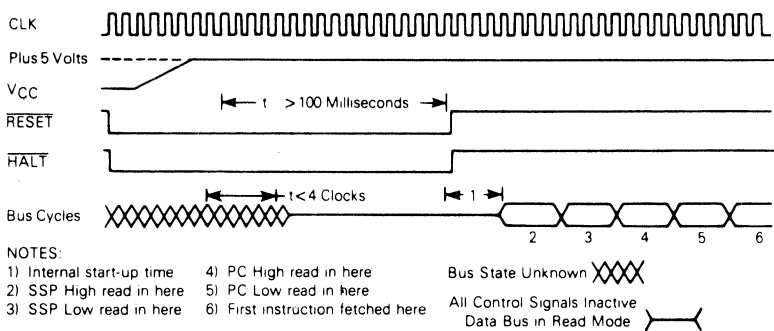 CLK
Plus 5 Volts
VCC
t > 100 Milliseconds
RESET
HALT
t < 4 Clocks
1
Bus Cycles
2 3 4 5 6
NOTES:
1) Internal start-up time
2) SSP High read in here
3) SSP Low read in here
4) PC High read in here
5) PC Low read in here
6) First instruction fetched here
Bus State Unknown
All Control Signals Inactive
Data Bus in Read Mode